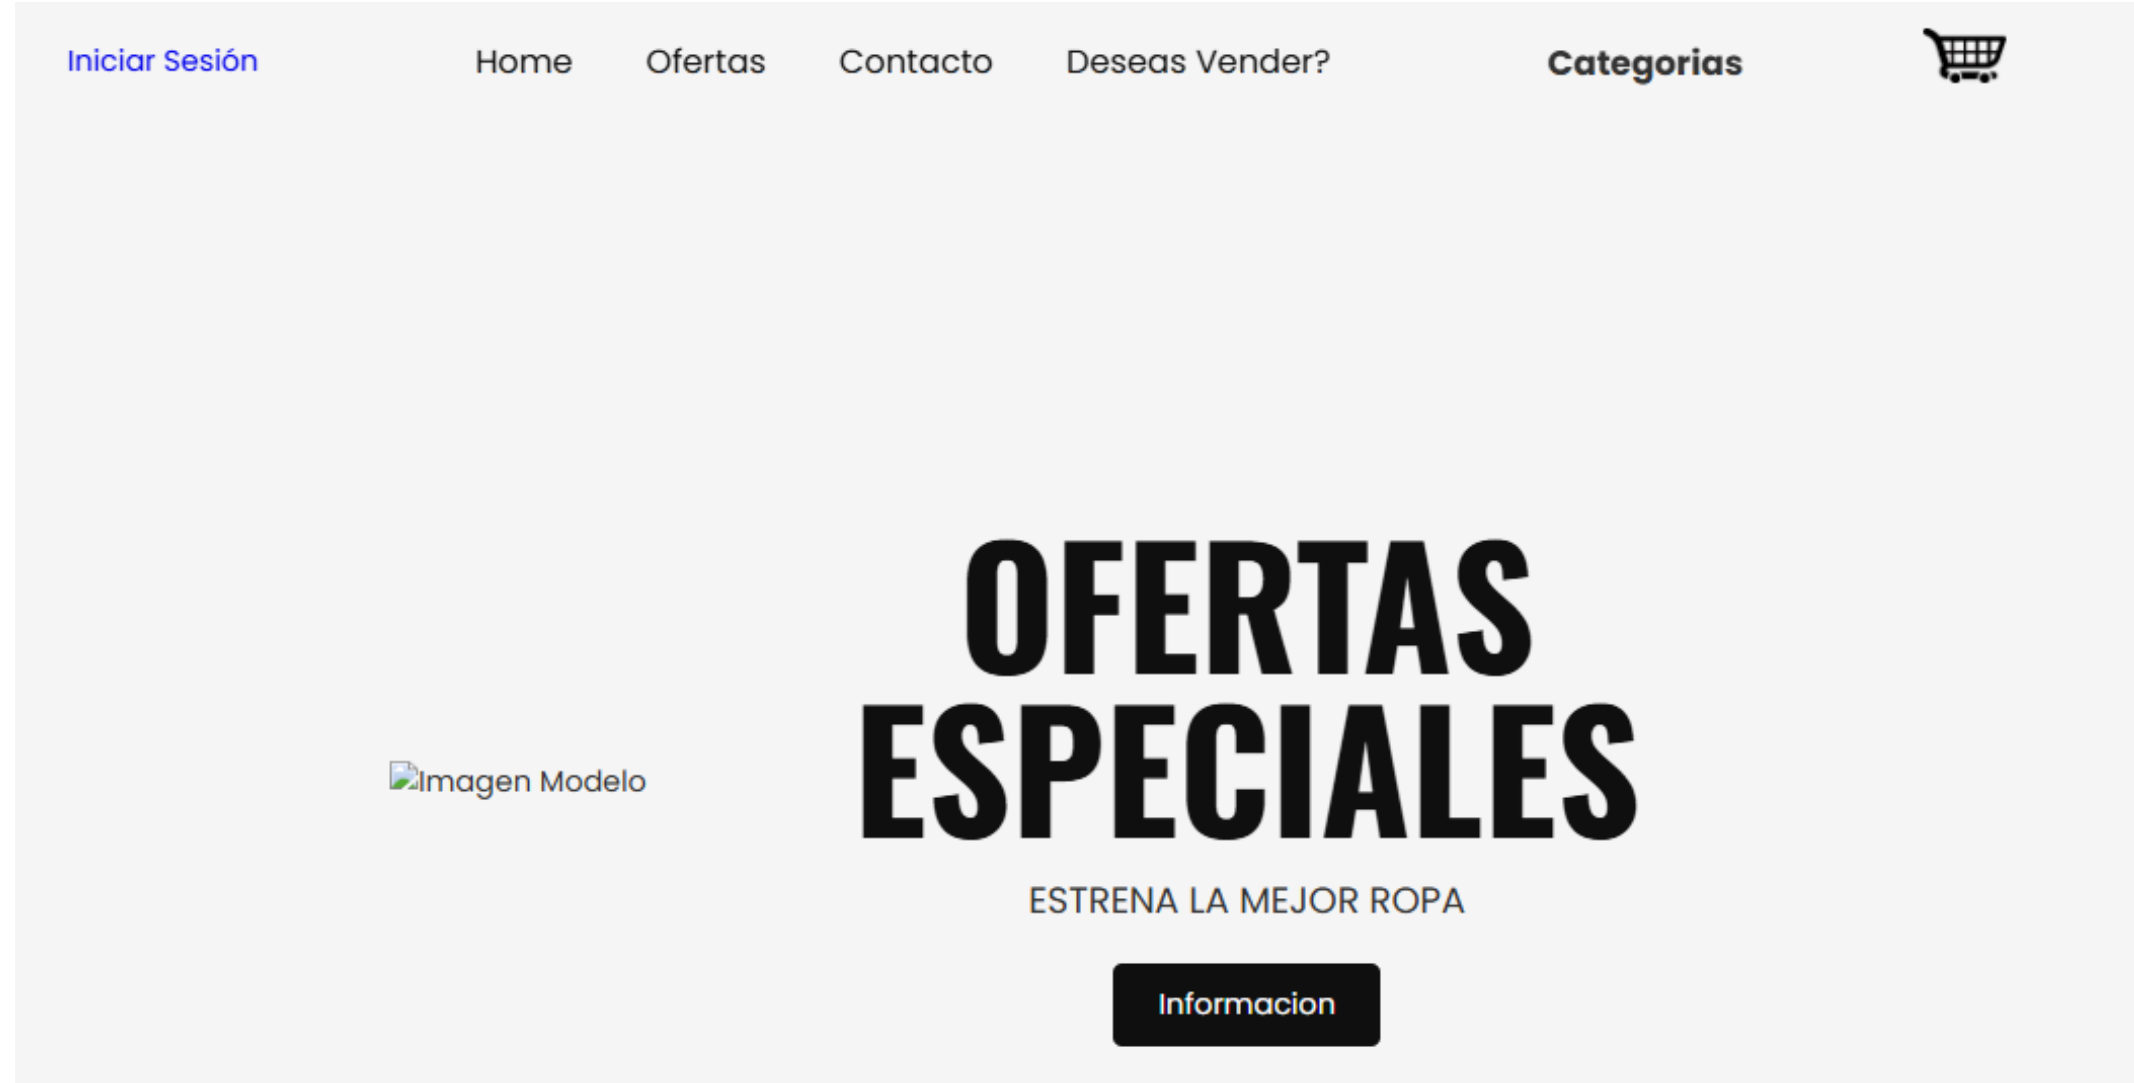 Iniciar Sesión Home Ofertas Contacto Deseas Vender? Categorias
OFERTAS
ESPECIALES
Imagen Modelo
ESTRENA LA MEJOR ROPA
Informacion